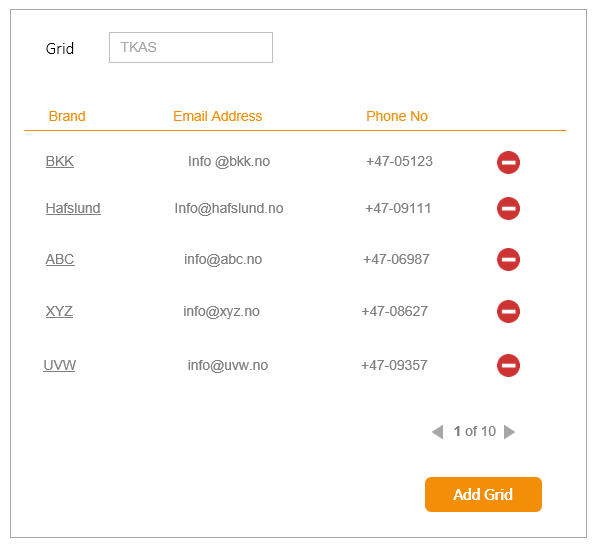 Grid TKAS
Brand Email Address Phone No
BKK Info @bkk.no +47-05123
Hafslund Info@hafslund.no +47-09111
ABC info@abc.no +47-06987
XYZ info@xyz.no +47-08627
UVW info@uvw.no +47-09357
1 of 10
Add Grid